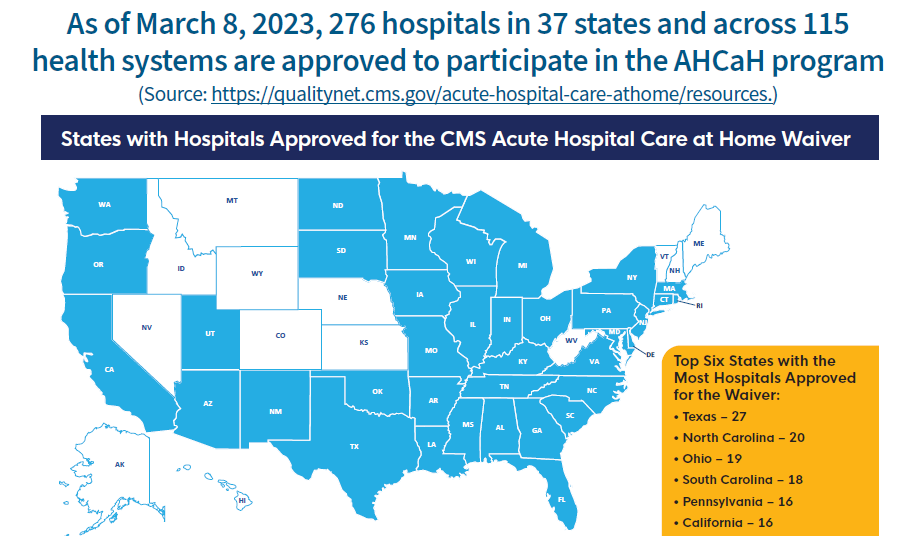 As of March 8, 2023, 276 hospitals in 37 states and across 115
health systems are approved to participate in the AHCaH program
(Source: https://qualitynet.cms.gov/acute-hospital-care-athome/resources.)
States with Hospitals Approved for the CMS Acute Hospital Care at Home Waiver
WA
MT
ND
MN
OR
ID
WY
SD
WI
MI
NY
VT
NH
ME
MA
CT
RI
NV
UT
CO
NE
KS
IA
MO
IL
IN
OH
PA
NJ
MD
DE
WV
VA
KY
CA
AZ
NM
OK
AR
TN
NC
SC
TX
LA
MS
AL
GA
FL
AK
HI
Top Six States with the
Most Hospitals Approved
for the Waiver:
• Texas – 27
• North Carolina – 20
• Ohio – 19
• South Carolina – 18
• Pennsylvania – 16
• California – 16